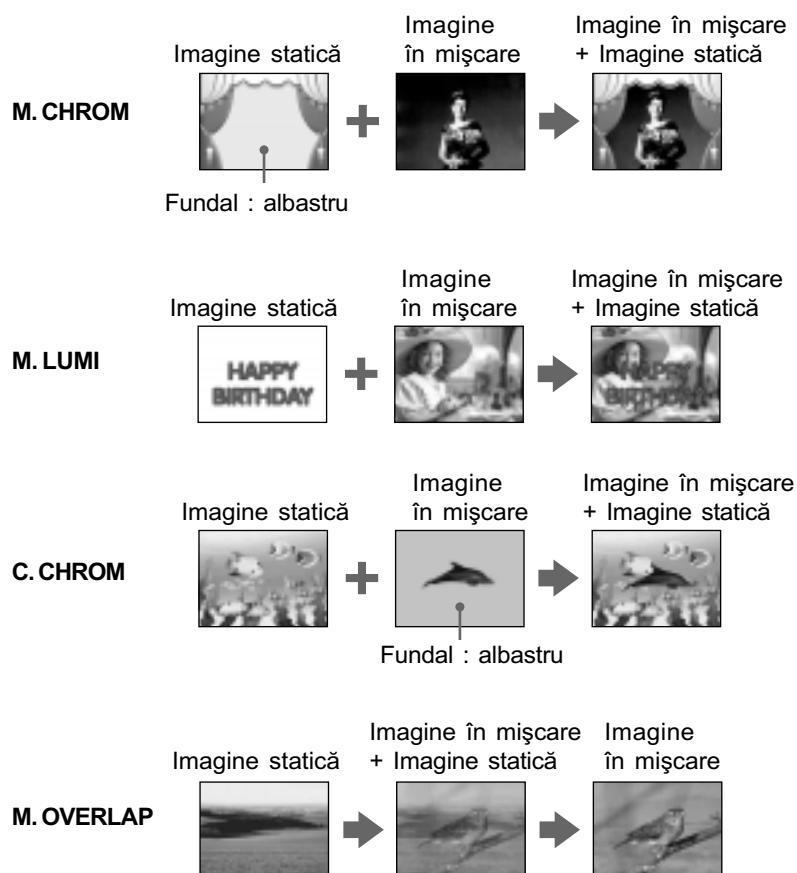 Imagine statică
Imagine
în mişcare
Imagine în mişcare
+ Imagine statică
M. CHROM
Fundal : albastru
Imagine statică
Imagine
în mişcare
Imagine în mişcare
+ Imagine statică
M. LUMI
HAPPY
BIRTHDAY
HAPPY
BIRTHDAY
Imagine statică
Imagine
în mişcare
Imagine în mişcare
+ Imagine statică
C. CHROM
Fundal : albastru
Imagine statică
Imagine în mişcare
+ Imagine statică
Imagine
în mişcare
M. OVERLAP